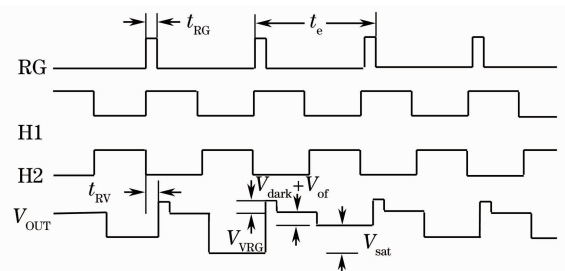 t_RG
t_e
RG
H1
H2
t_RV
V_dark+V_of
V_OUT
V_VRG
V_sat